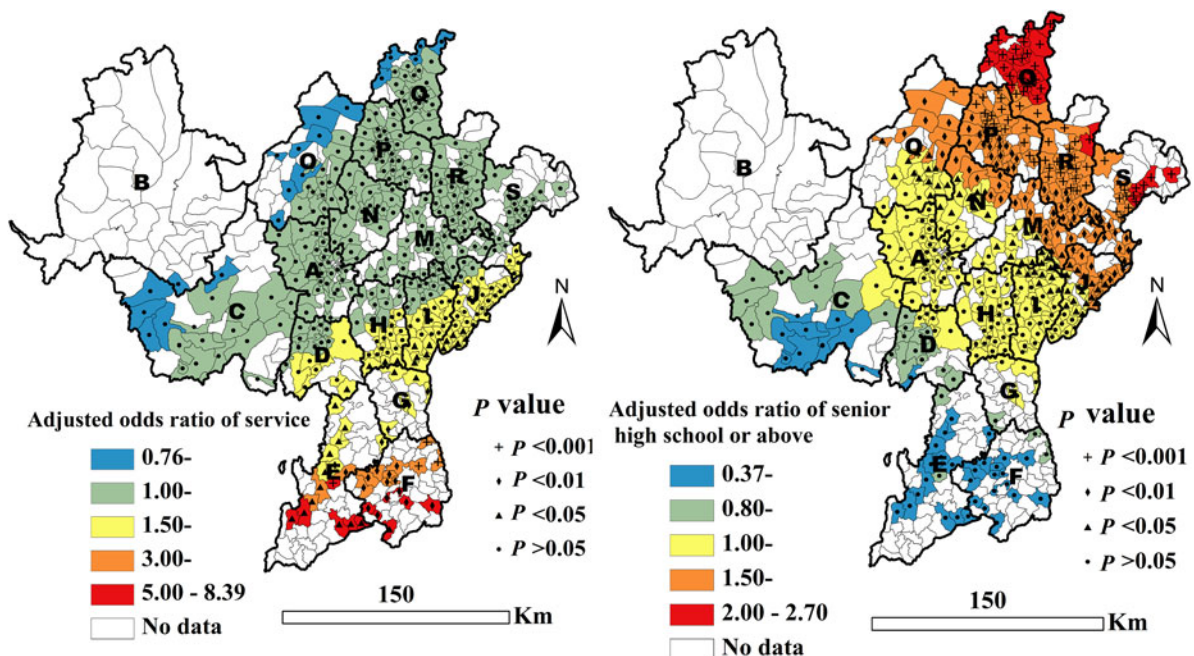 Q
O
P
B
R
S
N
M
A
J
C
H
I
D
G
E
F
N
Adjusted odds ratio of service
0.76-
1.00-
1.50-
3.00-
5.00 - 8.39
No data
P value
P <0.001
P <0.01
P <0.05
P >0.05
150
Km
Q
P
O
B
R
S
N
M
A
J
C
H
I
D
G
E
F
N
Adjusted odds ratio of senior
high school or above
0.37-
0.80-
1.00-
1.50-
2.00 - 2.70
No data
P value
P <0.001
P <0.01
P <0.05
P >0.05
150
Km